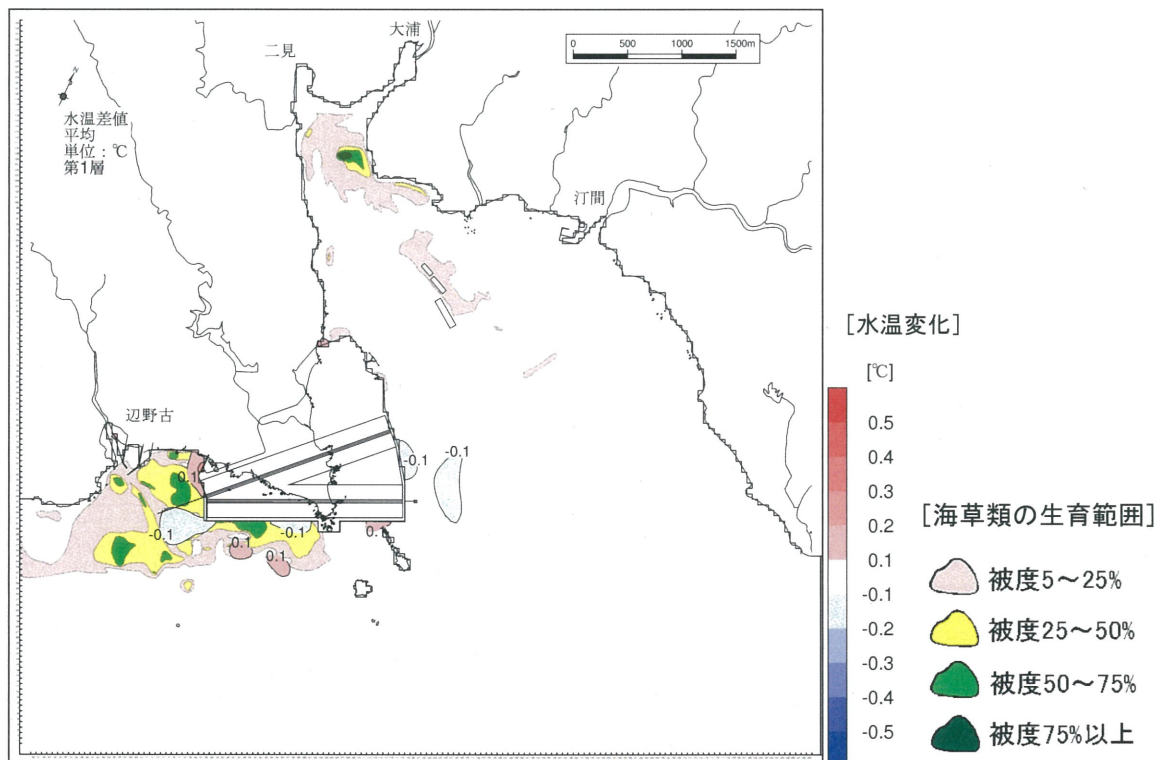 大浦
二見
0 500 1000 1500m
N
水温差値
平均
単位：℃
第1層
汀間
辺野古
0.1
-0.1
-0.1
-0.1
-0.1
0.1
0.1
0.1
[水温変化]
[℃]
0.5
0.4
0.3
0.2
0.1
-0.1
-0.2
-0.3
-0.4
-0.5
[海草類の生育範囲]
被度5～25%
被度25～50%
被度50～75%
被度75%以上